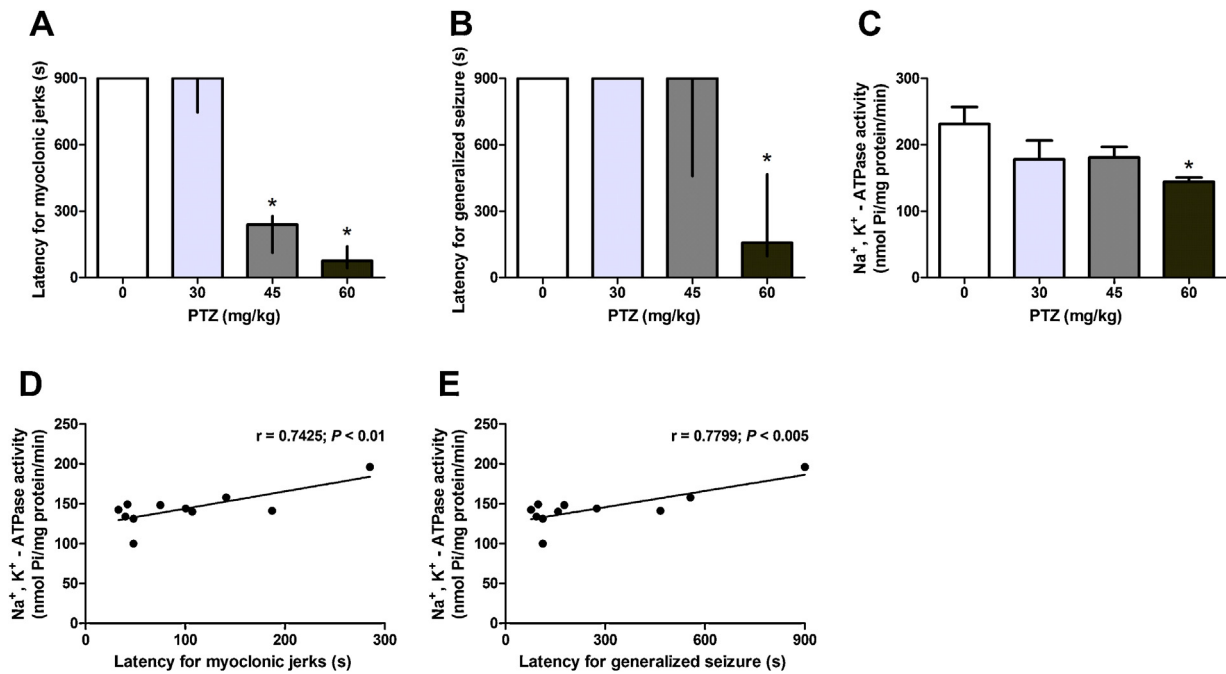 A
Latency for myoclonic jerks (s)
900
600
300
0
*
*
0 30 45 60
PTZ (mg/kg)
B
Latency for generalized seizure (s)
900
600
300
0
*
0 30 45 60
PTZ (mg/kg)
C
Na⁺, K⁺ - ATPase activity
(nmol Pi/mg protein/min)
300
200
100
0
*
0 30 45 60
PTZ (mg/kg)
D
Na⁺, K⁺ - ATPase activity
(nmol Pi/mg protein/min)
250
200
150
100
50
0
r = 0.7425; P < 0.01
0 100 200 300
Latency for myoclonic jerks (s)
E
Na⁺, K⁺ - ATPase activity
(nmol Pi/mg protein/min)
250
200
150
100
50
0
r = 0.7799; P < 0.005
0 300 600 900
Latency for generalized seizure (s)